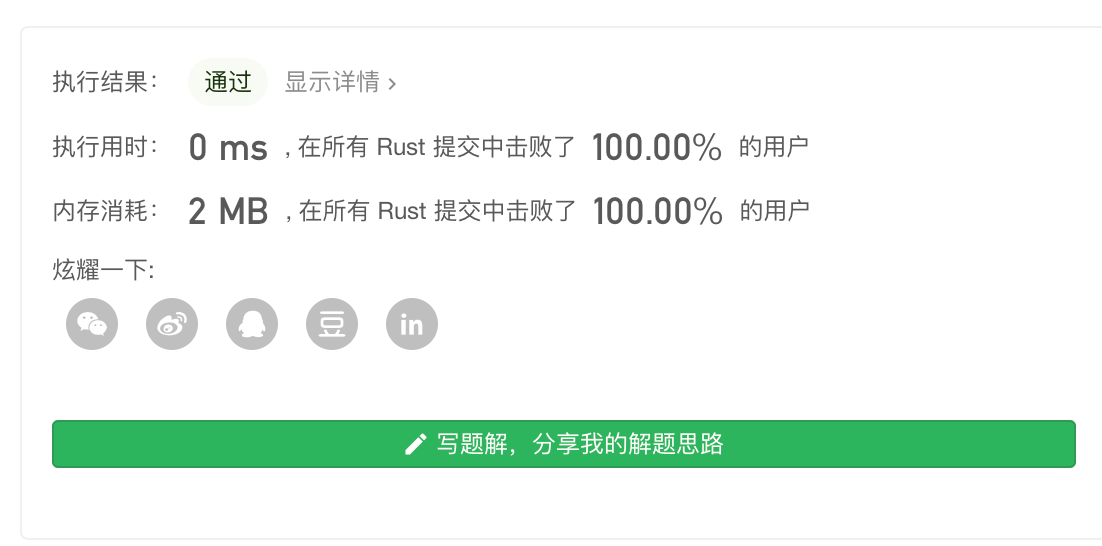 执行结果： 通过 显示详情 ›
执行用时： 0 ms , 在所有 Rust 提交中击败了 100.00% 的用户
内存消耗： 2 MB , 在所有 Rust 提交中击败了 100.00% 的用户
炫耀一下:
豆 in
写题解，分享我的解题思路